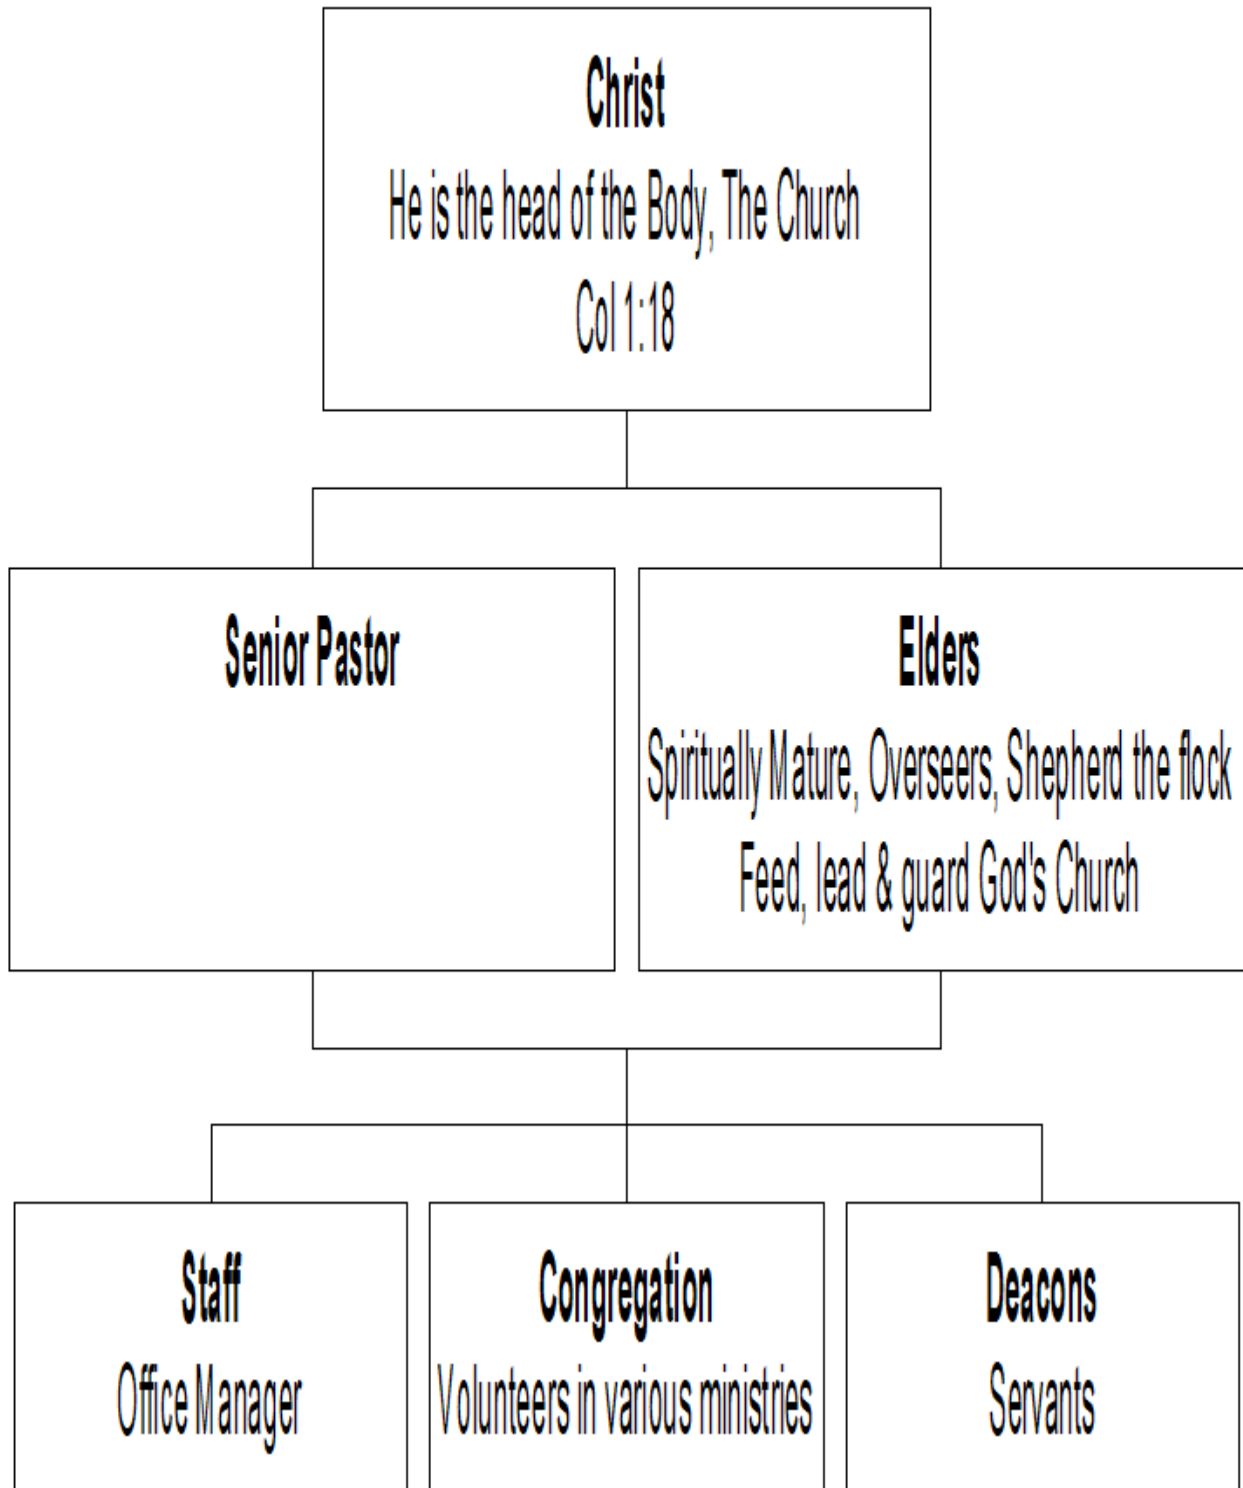 Christ
He is the head of the Body, The Church
Col 1:18
Senior Pastor
Elders
Spiritually Mature, Overseers, Shepherd the flock
Feed, lead & guard God's Church
Staff
Office Manager
Congregation
Volunteers in various ministries
Deacons
Servants